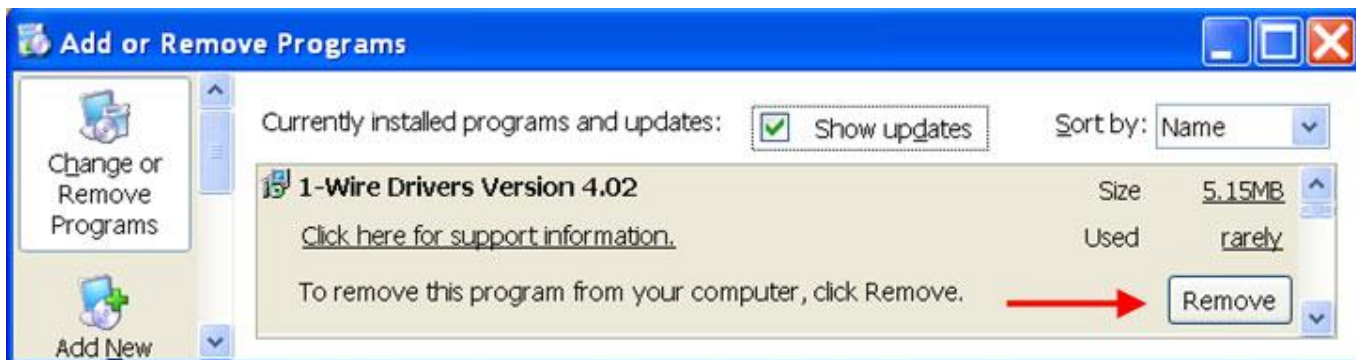 Add or Remove Programs
Change or
Remove
Programs
Add New
Currently installed programs and updates:
Show updates
Sort by: Name
1-Wire Drivers Version 4.02
Size 5.15MB
Click here for support information.
Used rarely
To remove this program from your computer, click Remove.
Remove